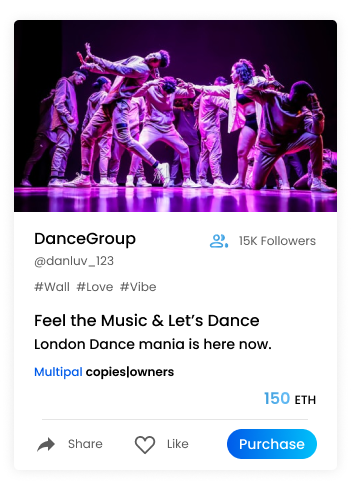 DanceGroup
15K Followers
@danluv_123
#Wall #Love #Vibe
Feel the Music & Let’s Dance
London Dance mania is here now.
Multipal copies|owners
150 ETH
Share
Like
Purchase